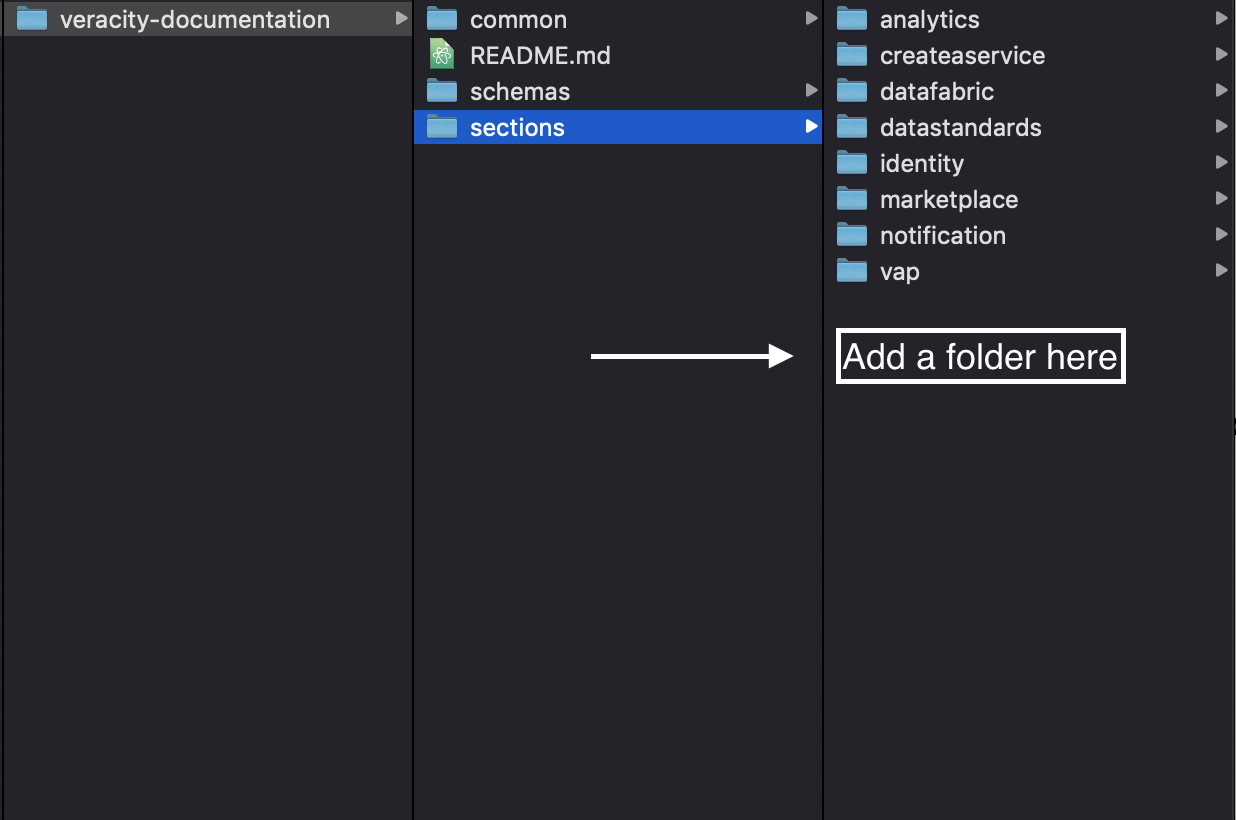 veracity-documentation
common
README.md
schemas
sections
analytics
createaservice
datafabric
datastandards
identity
marketplace
notification
vap
Add a folder here